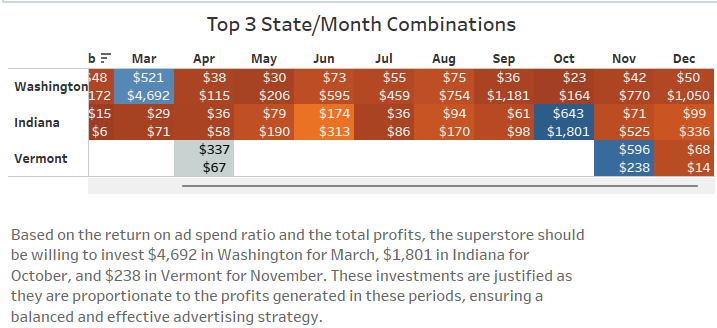 Top 3 State/Month Combinations
b Mar Apr May Jun Jul Aug Sep Oct Nov Dec
Washington $48 $521 $38 $30 $73 $55 $75 $36 $23 $42 $50
172 $4,692 $115 $206 $595 $459 $754 $1,181 $164 $770 $1,050
Indiana $15 $29 $36 $79 $174 $36 $94 $61 $643 $71 $99
$6 $71 $58 $190 $313 $86 $170 $98 $1,801 $525 $336
Vermont $337 $596 $68
$67 $238 $14
Based on the return on ad spend ratio and the total profits, the superstore should
be willing to invest $4,692 in Washington for March, $1,801 in Indiana for
October, and $238 in Vermont for November. These investments are justified as
they are proportionate to the profits generated in these periods, ensuring a
balanced and effective advertising strategy.